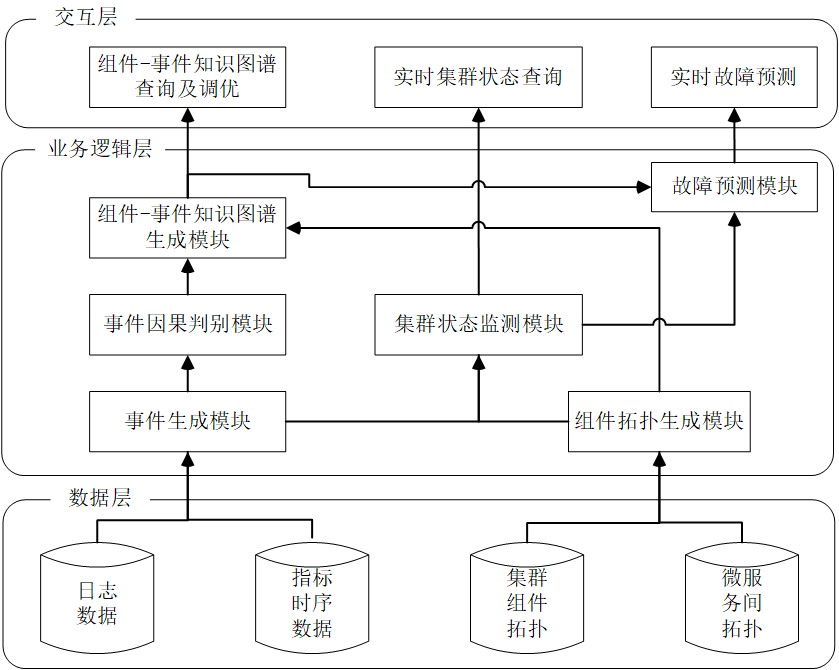 交互层
组件-事件知识图谱
查询及调优
实时集群状态查询
实时故障预测
业务逻辑层
故障预测模块
组件-事件知识图谱
生成模块
事件因果判别模块
集群状态监测模块
事件生成模块
组件拓扑生成模块
数据层
日志
数据
指标
时序
数据
集群
组件
拓扑
微服
务间
拓扑